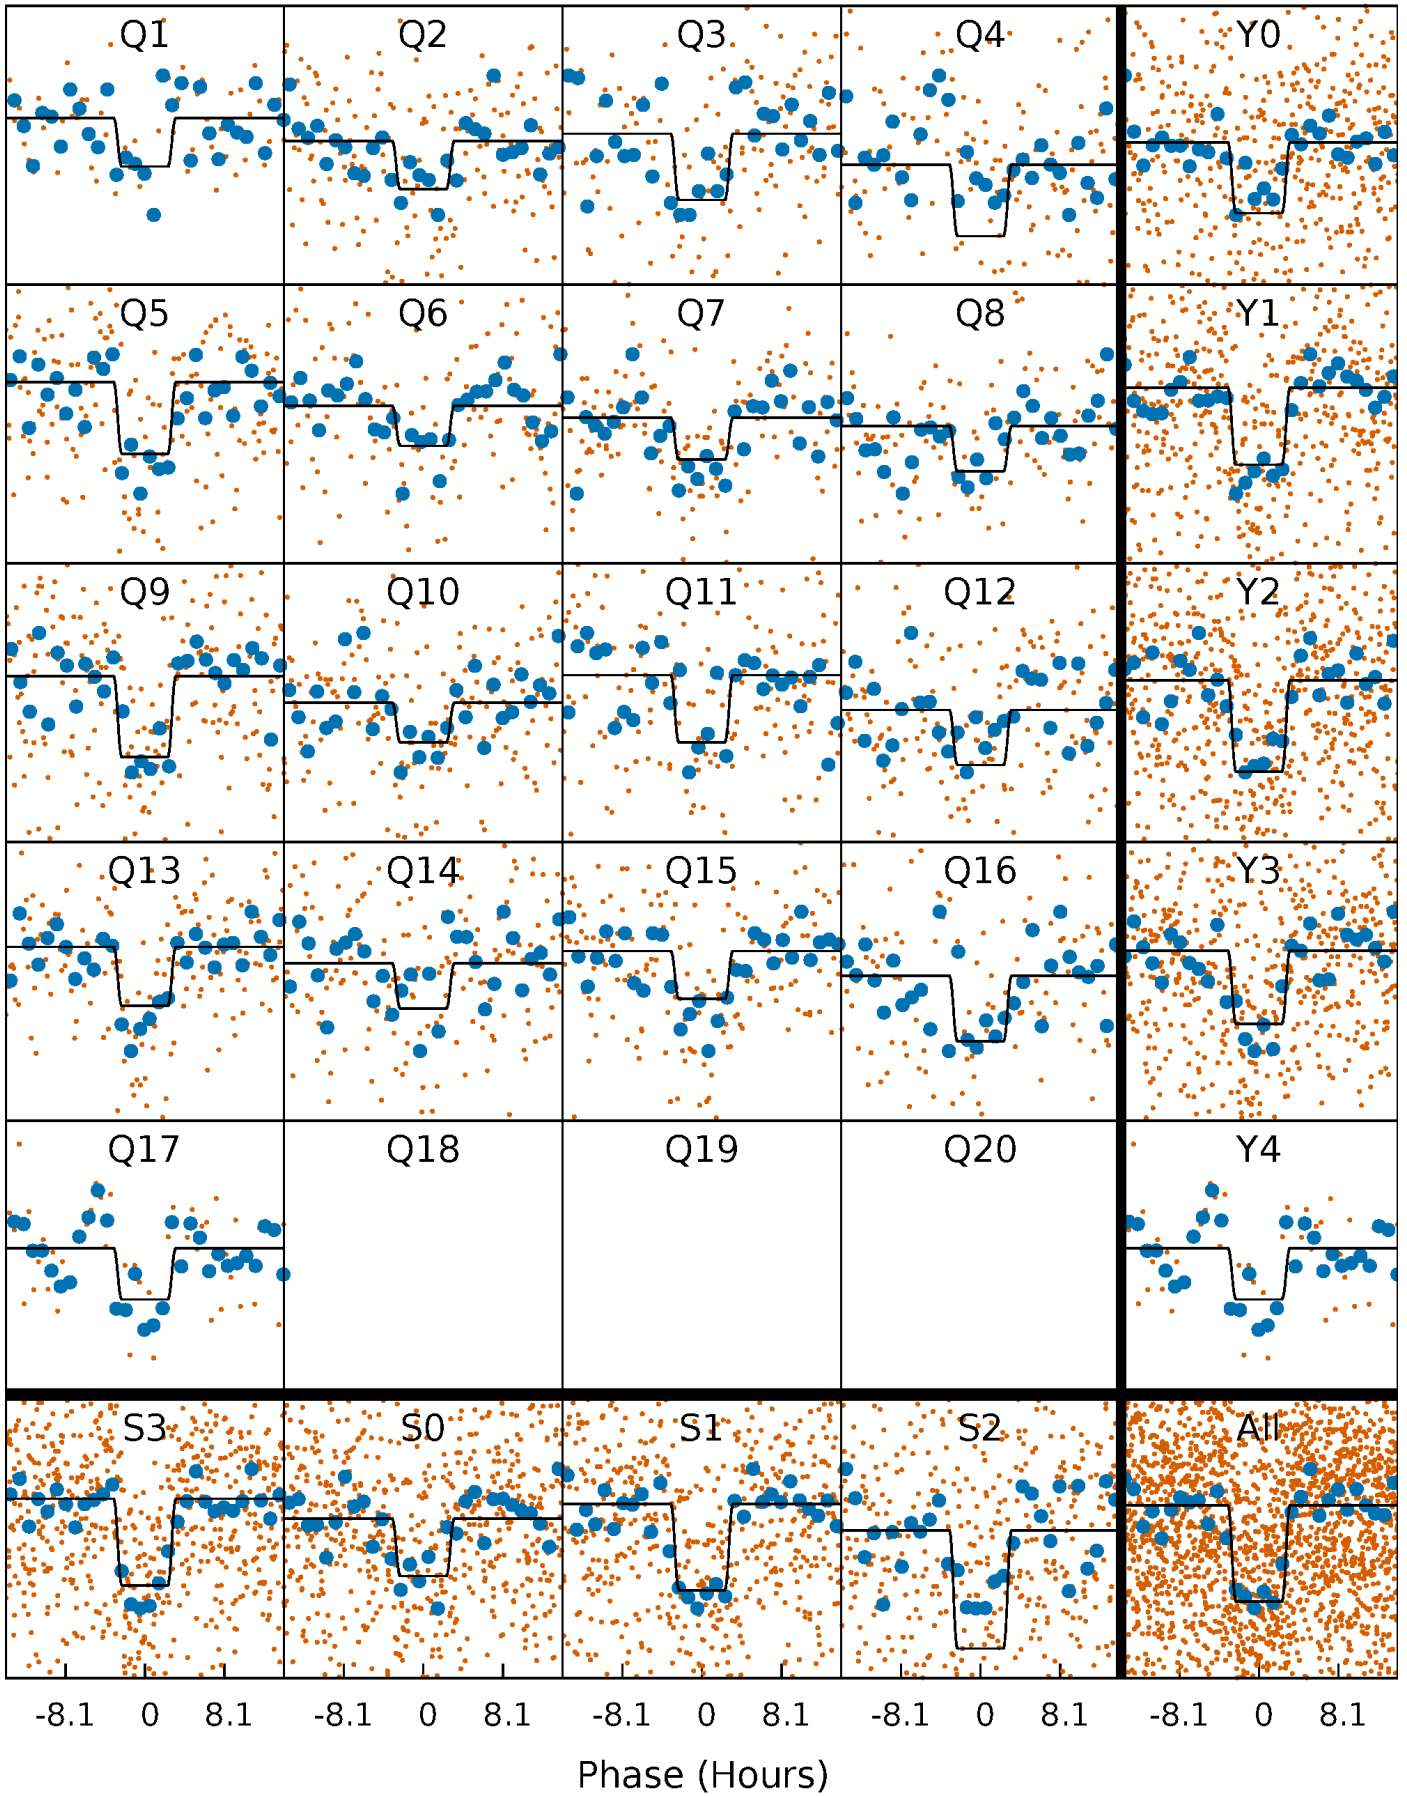 Q1 Q2 Q3 Q4 Y0
Q5 Q6 Q7 Q8 Y1
Q9 Q10 Q11 Q12 Y2
Q13 Q14 Q15 Q16 Y3
Q17 Q18 Q19 Q20 Y4
S3 S0 S1 S2 All
-8.1 0 8.1 -8.1 0 8.1 -8.1 0 8.1 -8.1 0 8.1 -8.1 0 8.1
Phase (Hours)